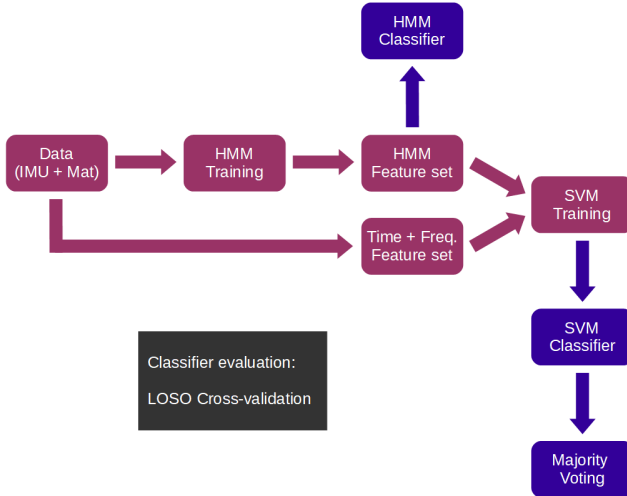 HMM
Classifier
Data
(IMU + Mat)
HMM
Training
HMM
Feature set
SVM
Training
Time + Freq.
Feature set
SVM
Classifier
Classifier evaluation:
LOSO Cross-validation
Majority
Voting